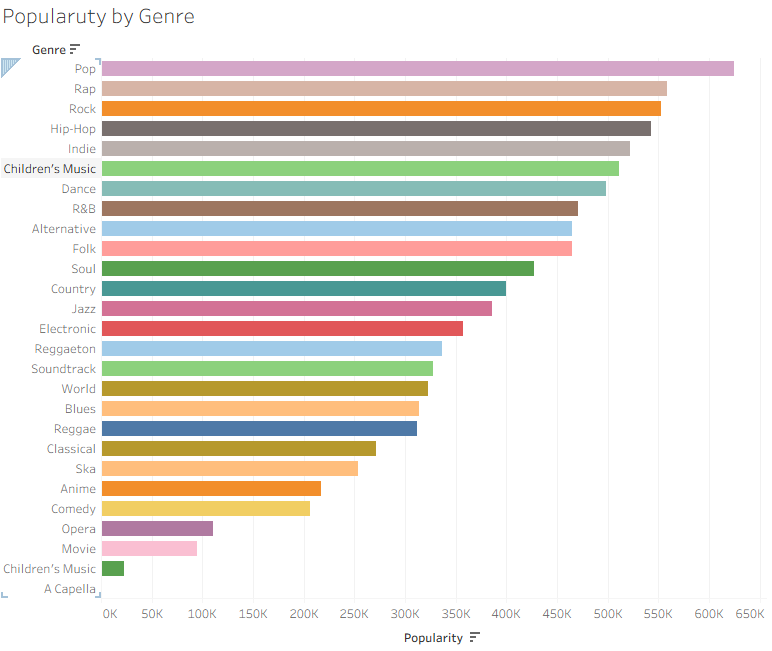 Popularuty by Genre
Genre
Pop
Rap
Rock
Hip-Hop
Indie
Children's Music
Dance
R&B
Alternative
Folk
Soul
Country
Jazz
Electronic
Reggaeton
Soundtrack
World
Blues
Reggae
Classical
Ska
Anime
Comedy
Opera
Movie
Children's Music
A Capella
0K 50K 100K 150K 200K 250K 300K 350K 400K 450K 500K 550K 600K 650K
Popularity